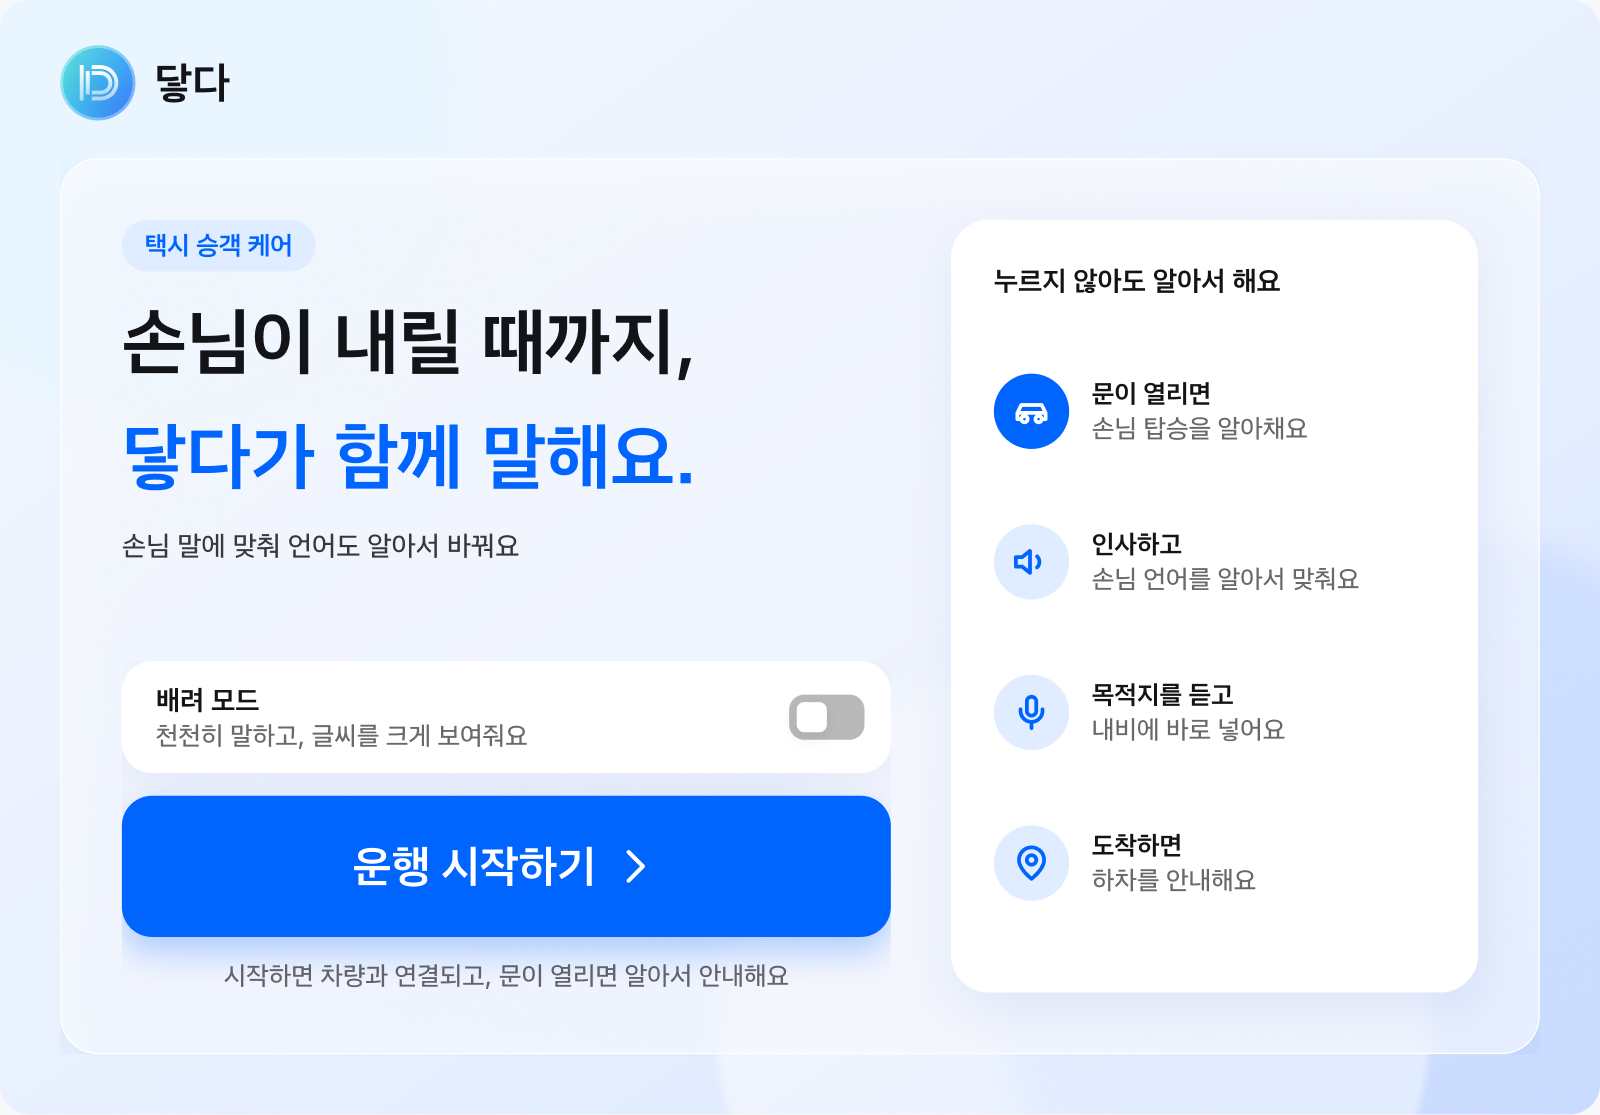 닿다
택시 승객 케어
손님이 내릴 때까지,
닿다가 함께 말해요.
손님 말에 맞춰 언어도 알아서 바꿔요
배려 모드
천천히 말하고, 글씨를 크게 보여줘요
운행 시작하기
시작하면 차량과 연결되고, 문이 열리면 알아서 안내해요
누르지 않아도 알아서 해요
문이 열리면
손님 탑승을 알아채요
인사하고
손님 언어를 알아서 맞춰요
목적지를 듣고
내비에 바로 넣어요
도착하면
하차를 안내해요